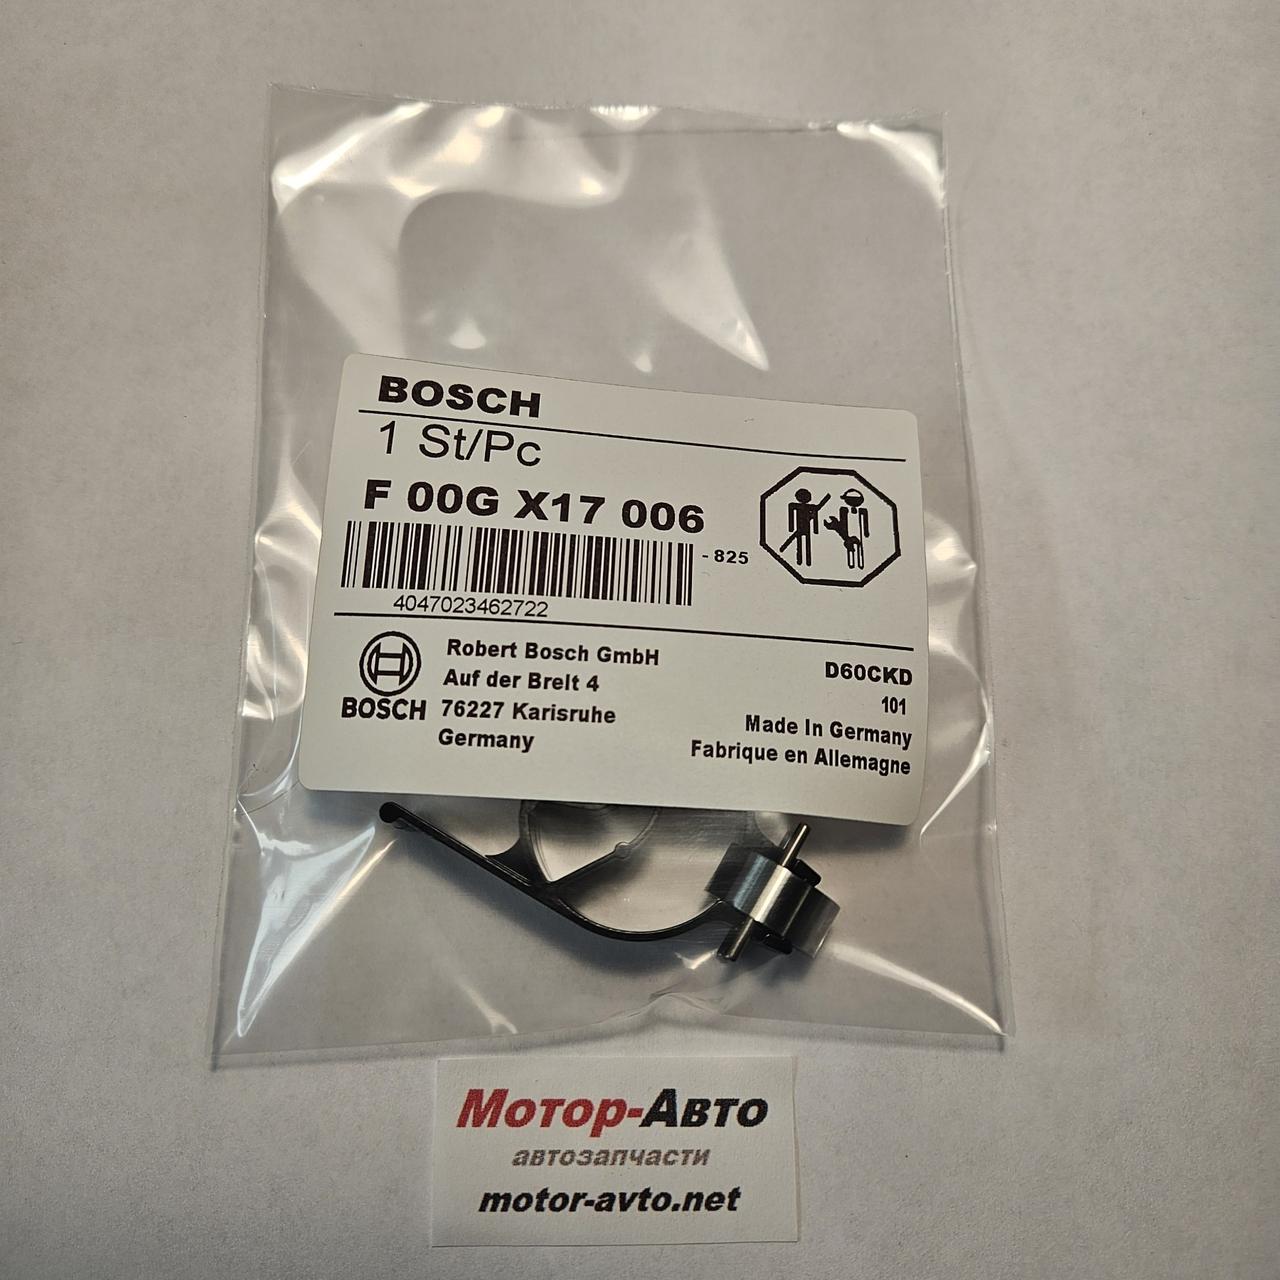 BOSCH
1 St/Pc
F 00G X17 006
- 825
4047023462722
BOSCH
Robert Bosch GmbH
Auf der Breit 4
76227 Karisruhe
Germany
D60CKD
101
Made In Germany
Fabrique en Allemagne
Мотор-Авто
автозапчасти
motor-avto.net